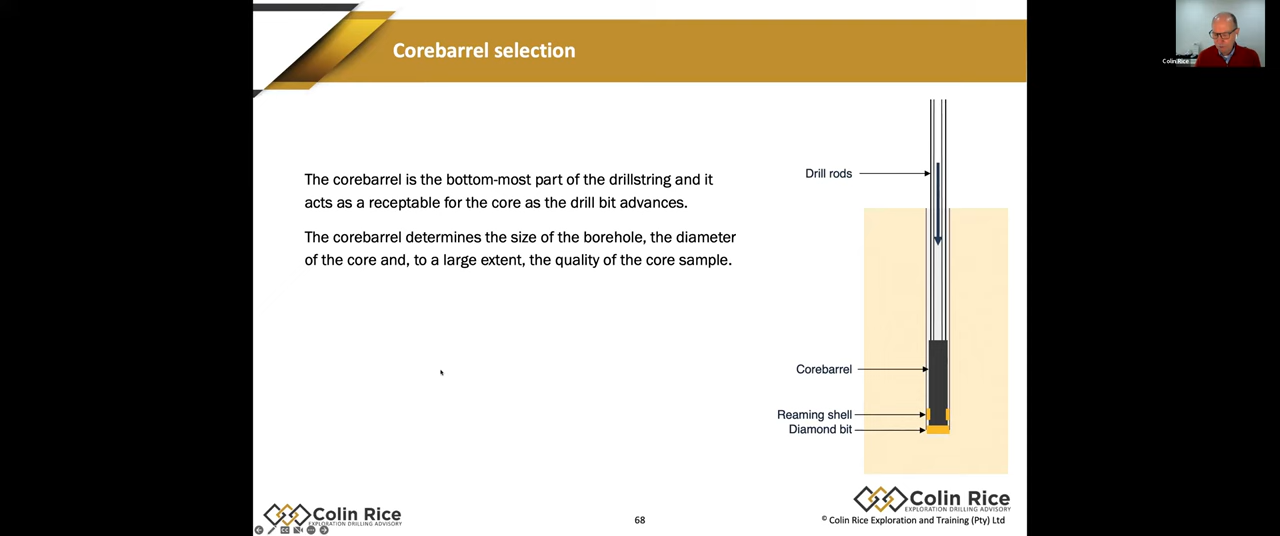 Corebarrel selection
Colin Rice
The corebarrel is the bottom-most part of the drillstring and it
acts as a receptable for the core as the drill bit advances.
The corebarrel determines the size of the borehole, the diameter
of the core and, to a large extent, the quality of the core sample.
Drill rods
Corebarrel
Reaming shell
Diamond bit
Colin Rice
EXPLORATION DRILLING ADVISORY
68
Colin Rice
EXPLORATION DRILLING ADVISORY
© Colin Rice Exploration and Training (Pty) Ltd